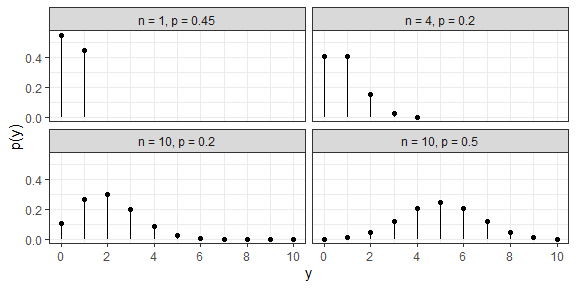 n = 1, p = 0.45
n = 4, p = 0.2
0.4
0.2
0.0
n = 10, p = 0.2
n = 10, p = 0.5
0.4
0.2
0.0
0 2 4 6 8 10
0 2 4 6 8 10
p(y)
y